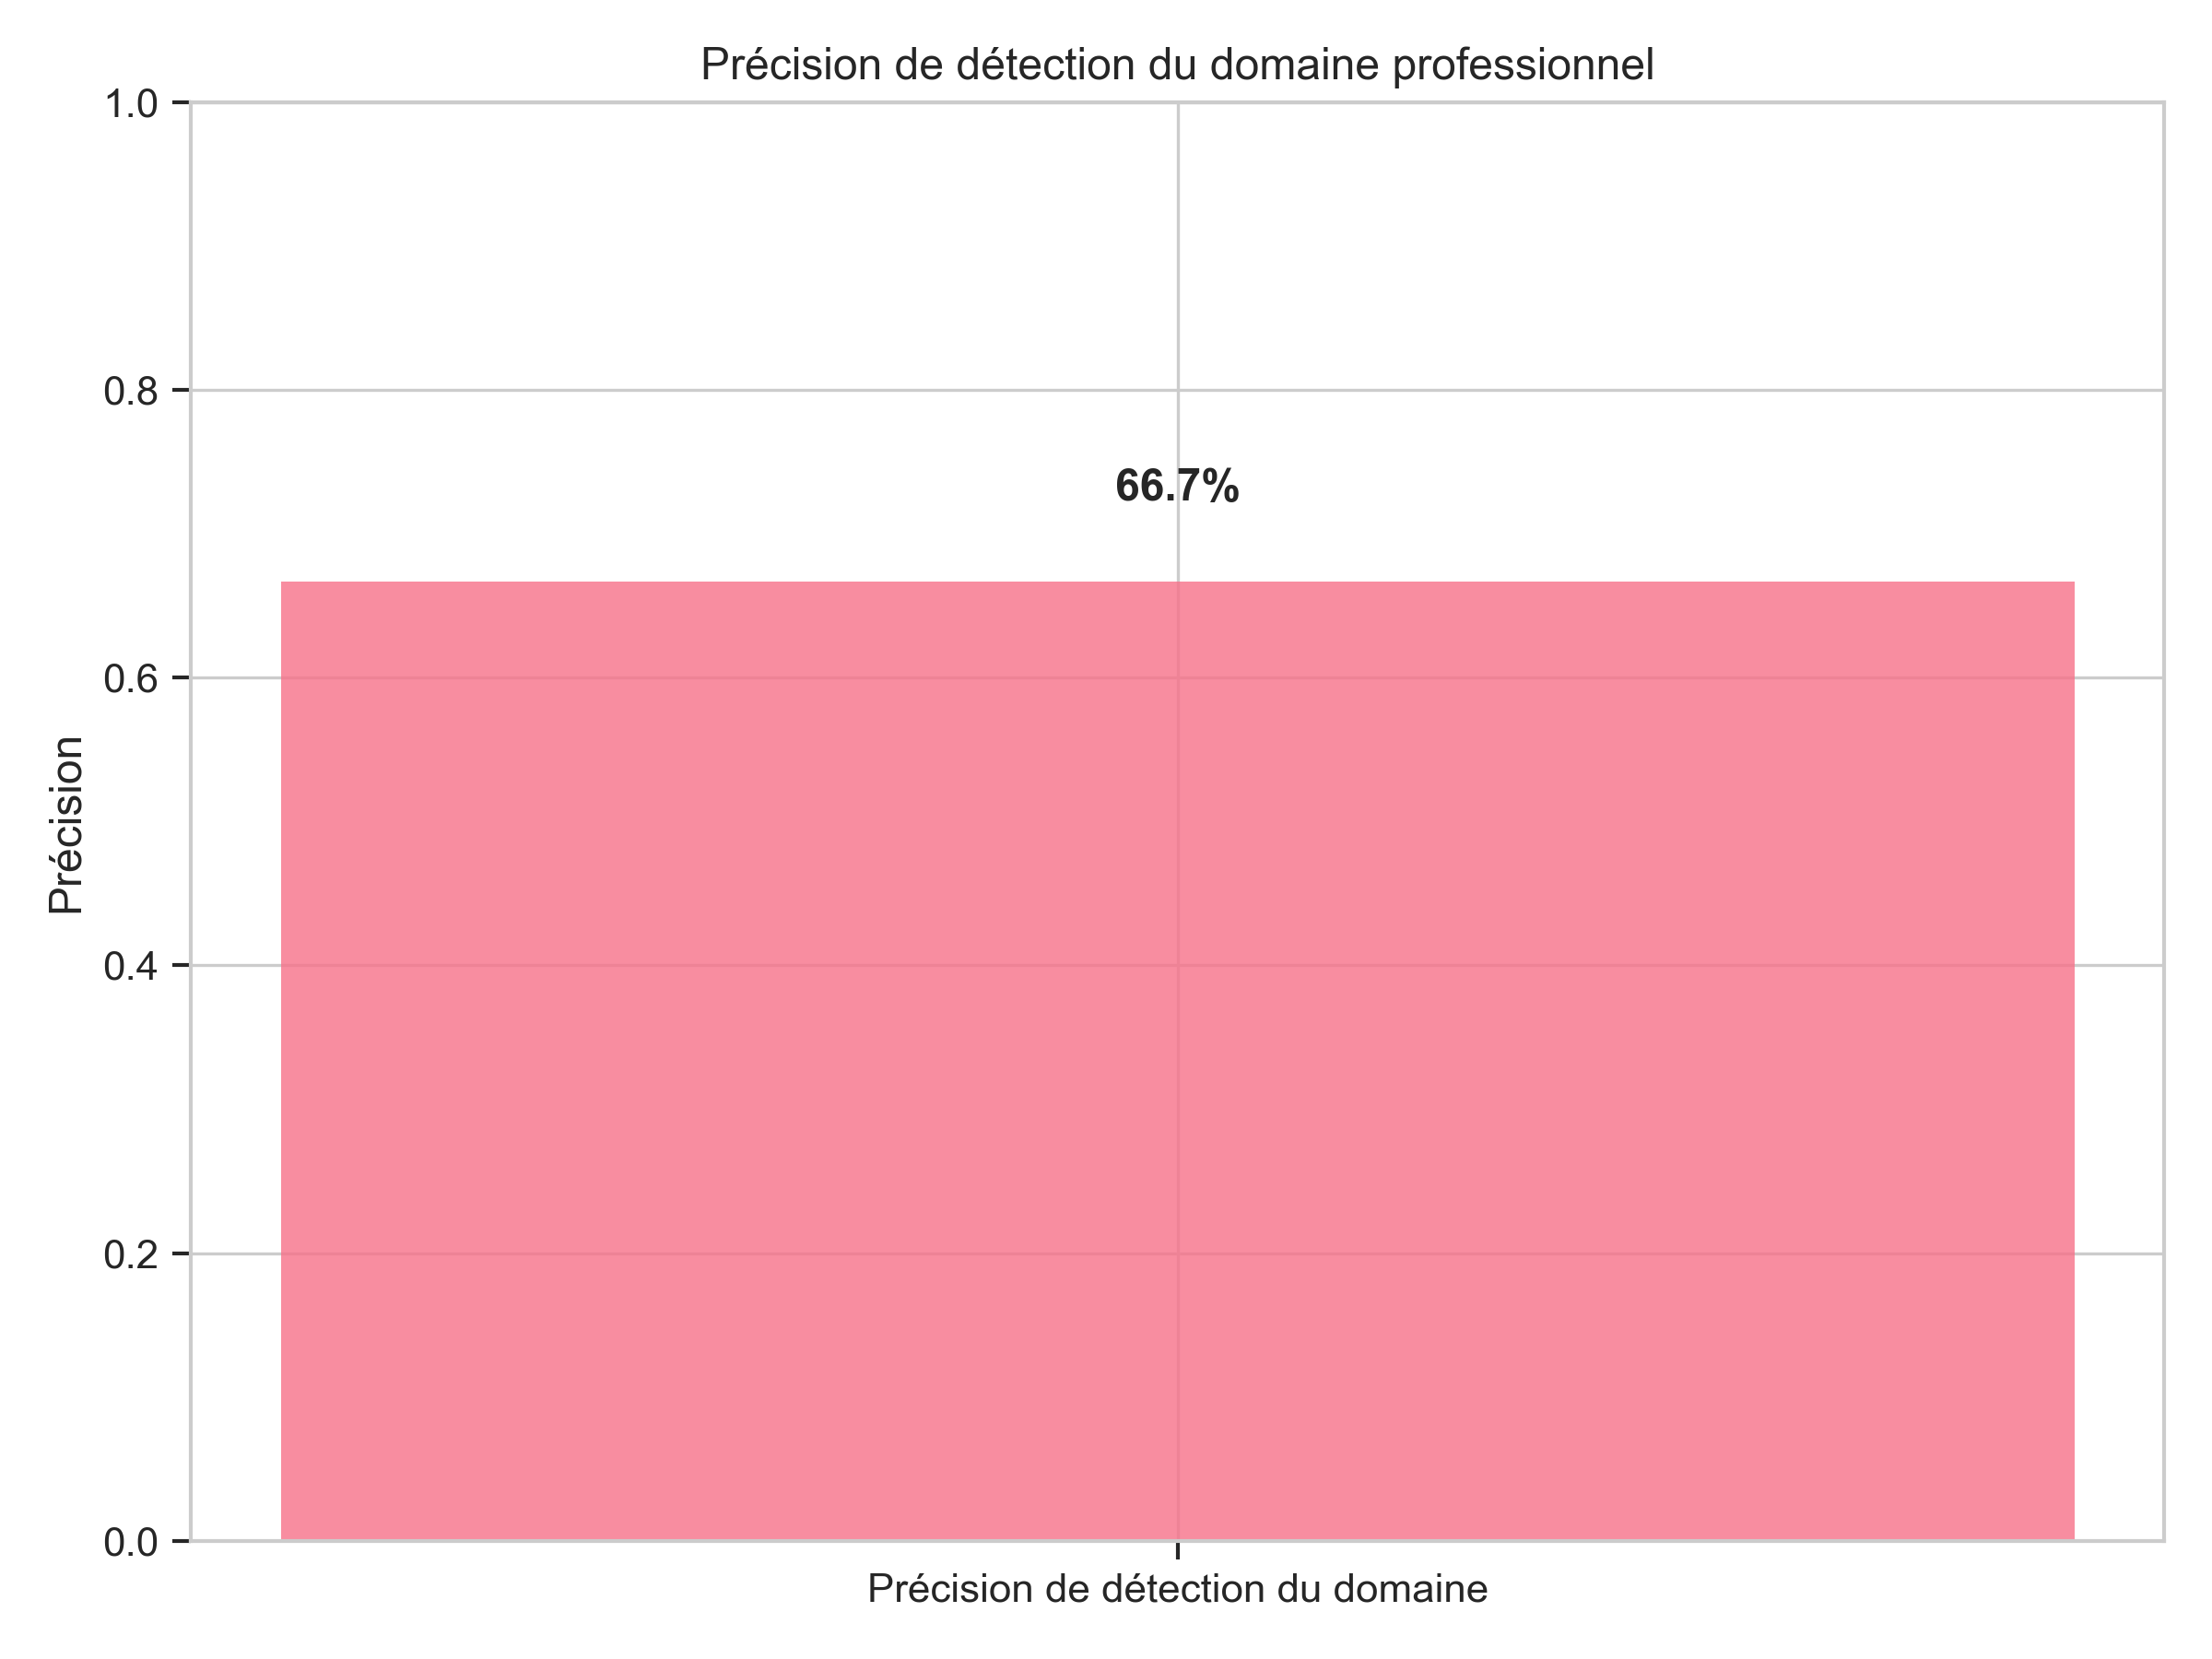 Précision de détection du domaine professionnel
1.0
0.8
66.7%
0.6
Précision
0.4
0.2
0.0
Précision de détection du domaine